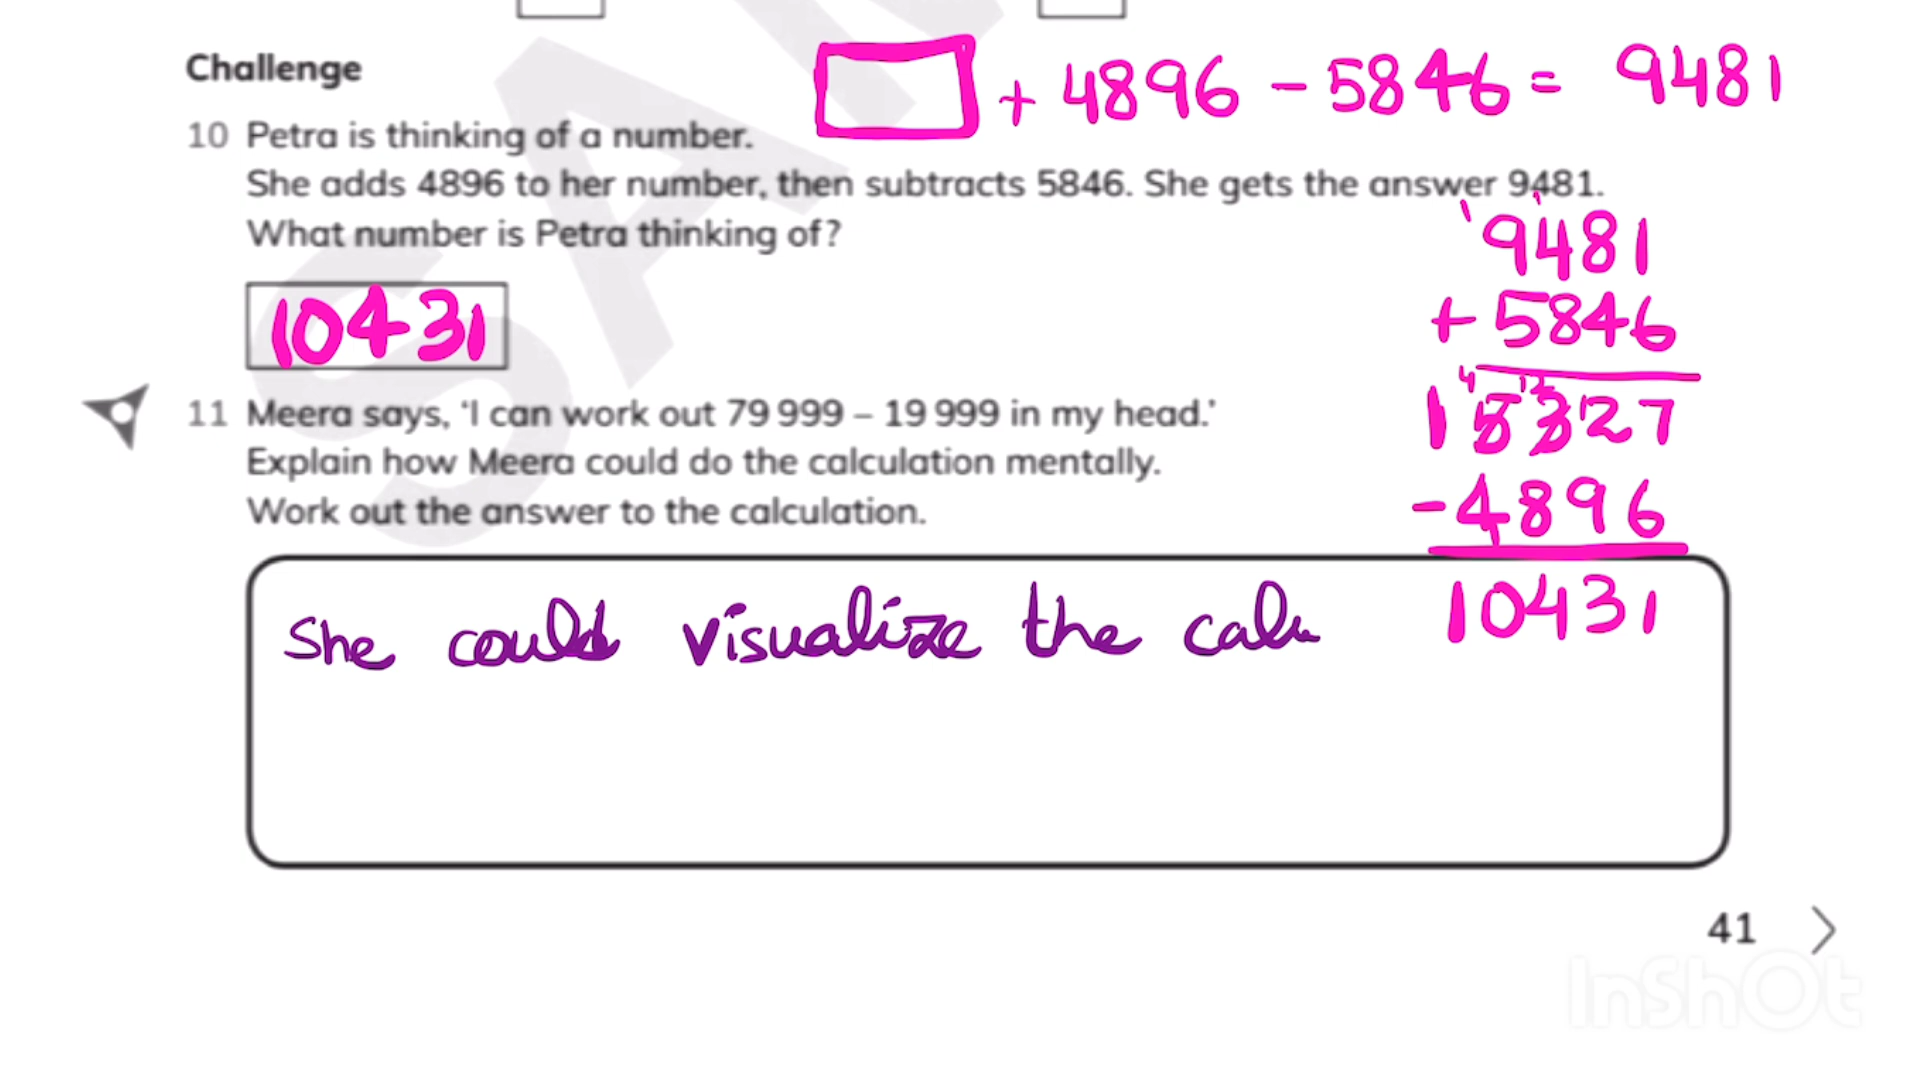 Challenge
□ + 4896 - 5846 = 9481
10 Petra is thinking of a number.
She adds 4896 to her number, then subtracts 5846. She gets the answer 9481.
What number is Petra thinking of?
9481
+ 5846
15327
- 4896
10431
10431
11 Meera says, ‘I can work out 79 999 – 19 999 in my head.’
Explain how Meera could do the calculation mentally.
Work out the answer to the calculation.
She could visualize the calu
41
InShOt